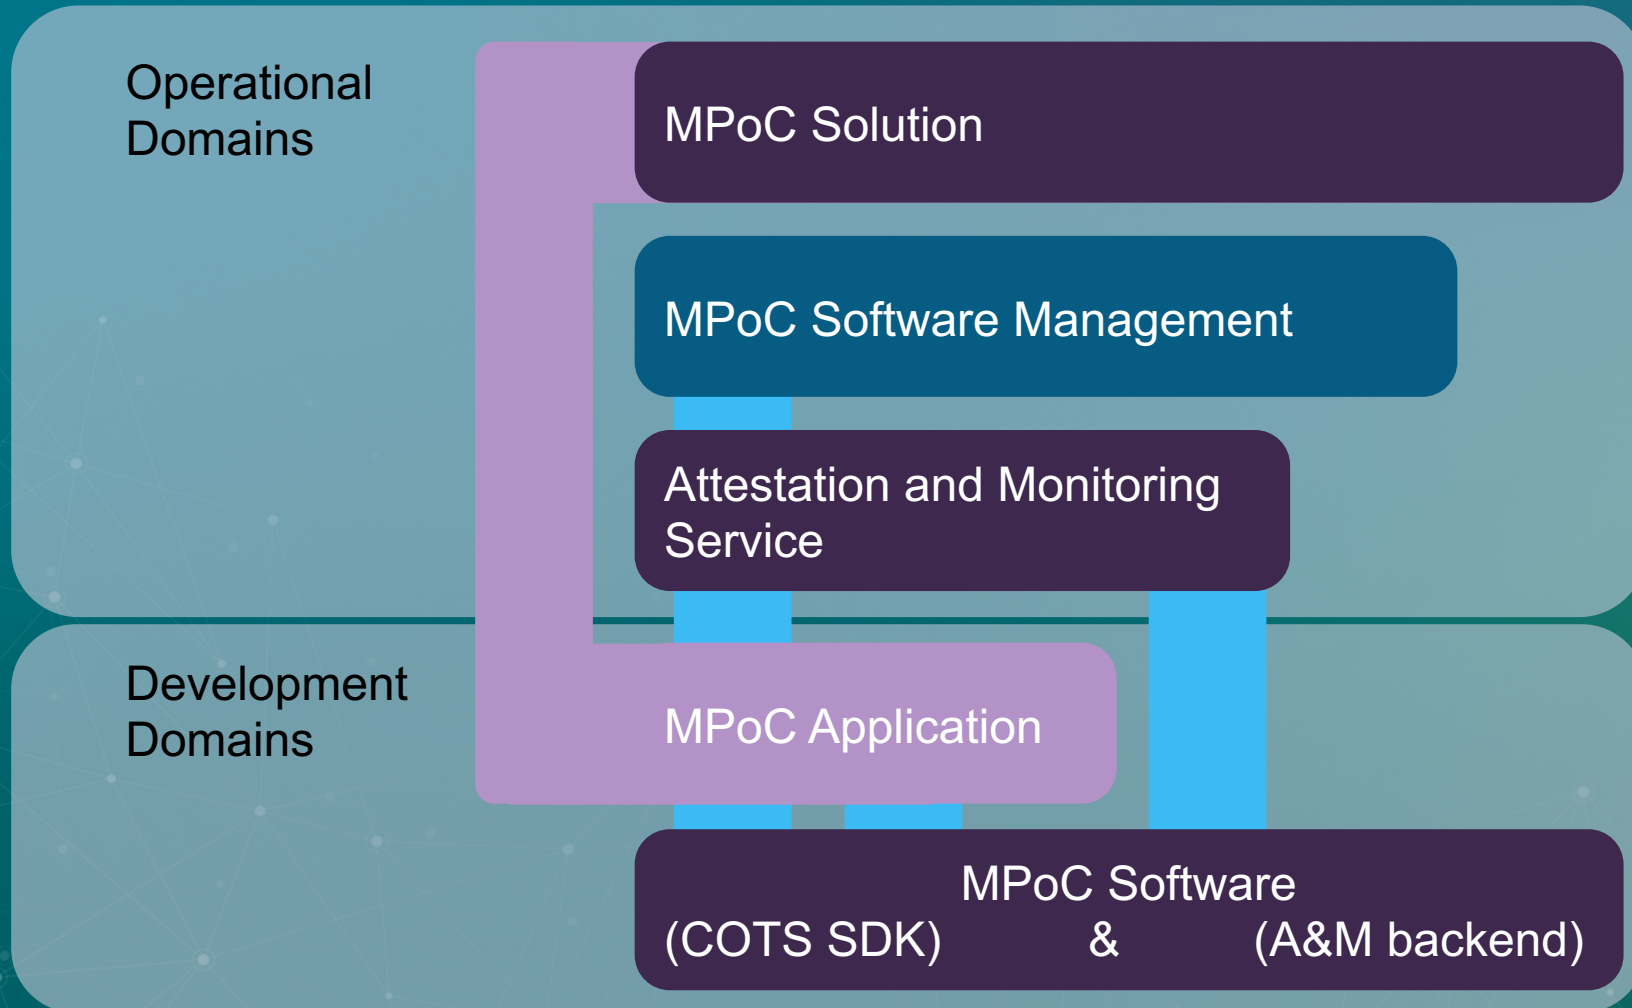 Operational
Domains
MPoC Solution
MPoC Software Management
Attestation and Monitoring
Service
Development
Domains
MPoC Application
MPoC Software
(COTS SDK) & (A&M backend)